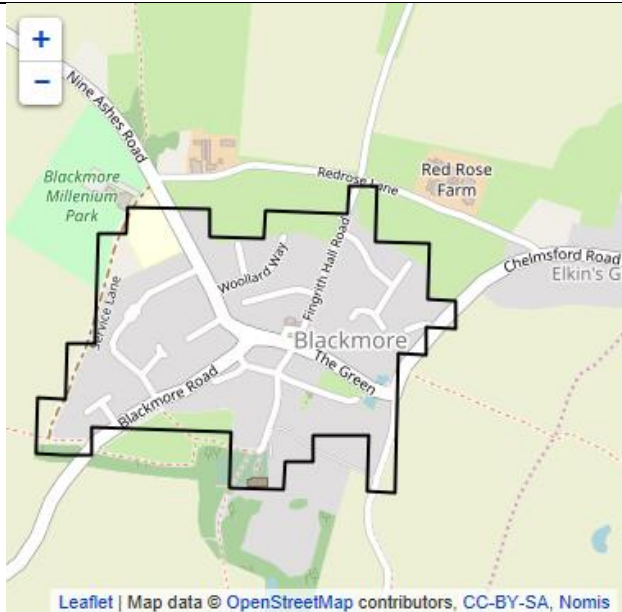 +
−
Nine Ashes Road
Blackmore
Millenium
Park
Redrose Lane
Red Rose
Farm
Chelmsford Road
Elkin's G
Woollard Way
Fingrith Hall Road
Service Lane
Blackmore
The Green
Blackmore Road
Leaflet | Map data © OpenStreetMap contributors, CC-BY-SA, Nomis